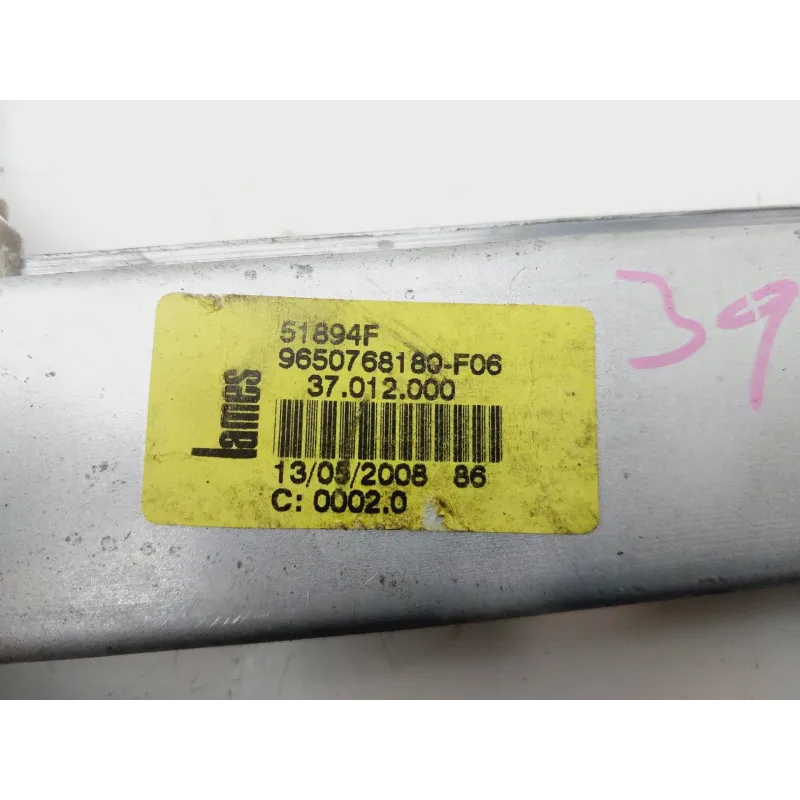 lames
51894F
9650768180-F06
37.012.000
13/05/2008 86
C: 0002.0
39